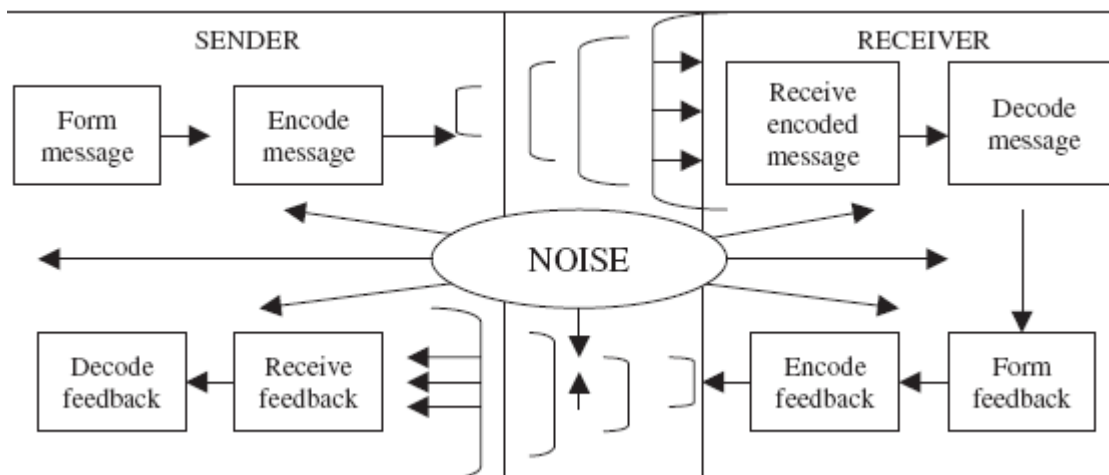 SENDER
RECEIVER
Form
message
Encode
message
Receive
encoded
message
Decode
message
NOISE
Decode
feedback
Receive
feedback
Encode
feedback
Form
feedback